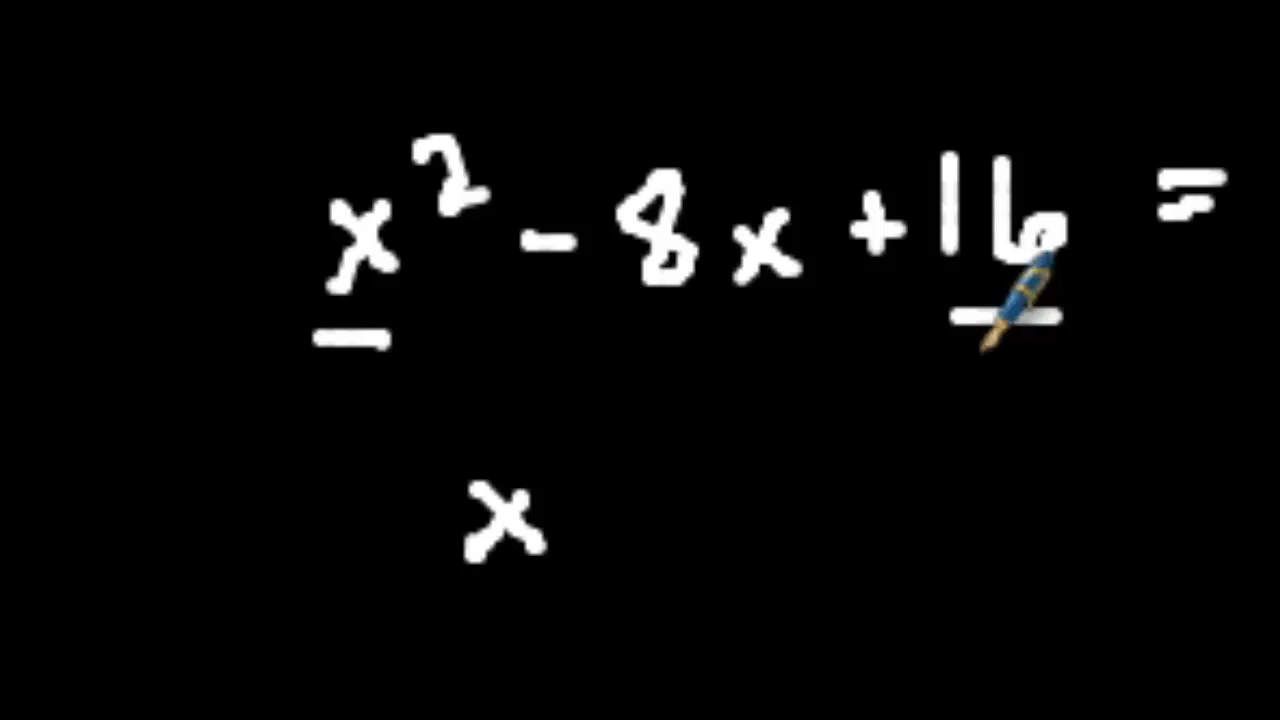 x² - 8x + 16 =
x